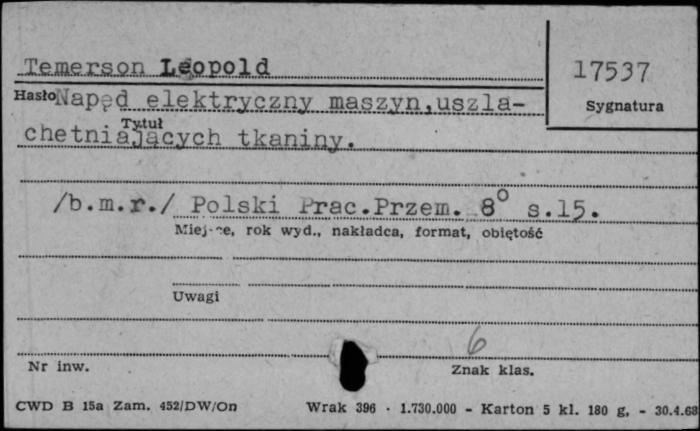 Temerson Leopold
17537
Hasło Napęd elektryczny maszyn,uszla-
Sygnatura
Tytuł
chetniających tkaniny.
/b.m.r./ Polski Prac.Przem. 8° s.15.
Miejsce, rok wyd., nakładca, format, obiętość
Uwagi
6
Nr inw.
Znak klas.
CWD B 15a Zam. 452/DW/On Wrak 396 · 1.730.000 - Karton 5 kl. 180 g, - 30.4.68